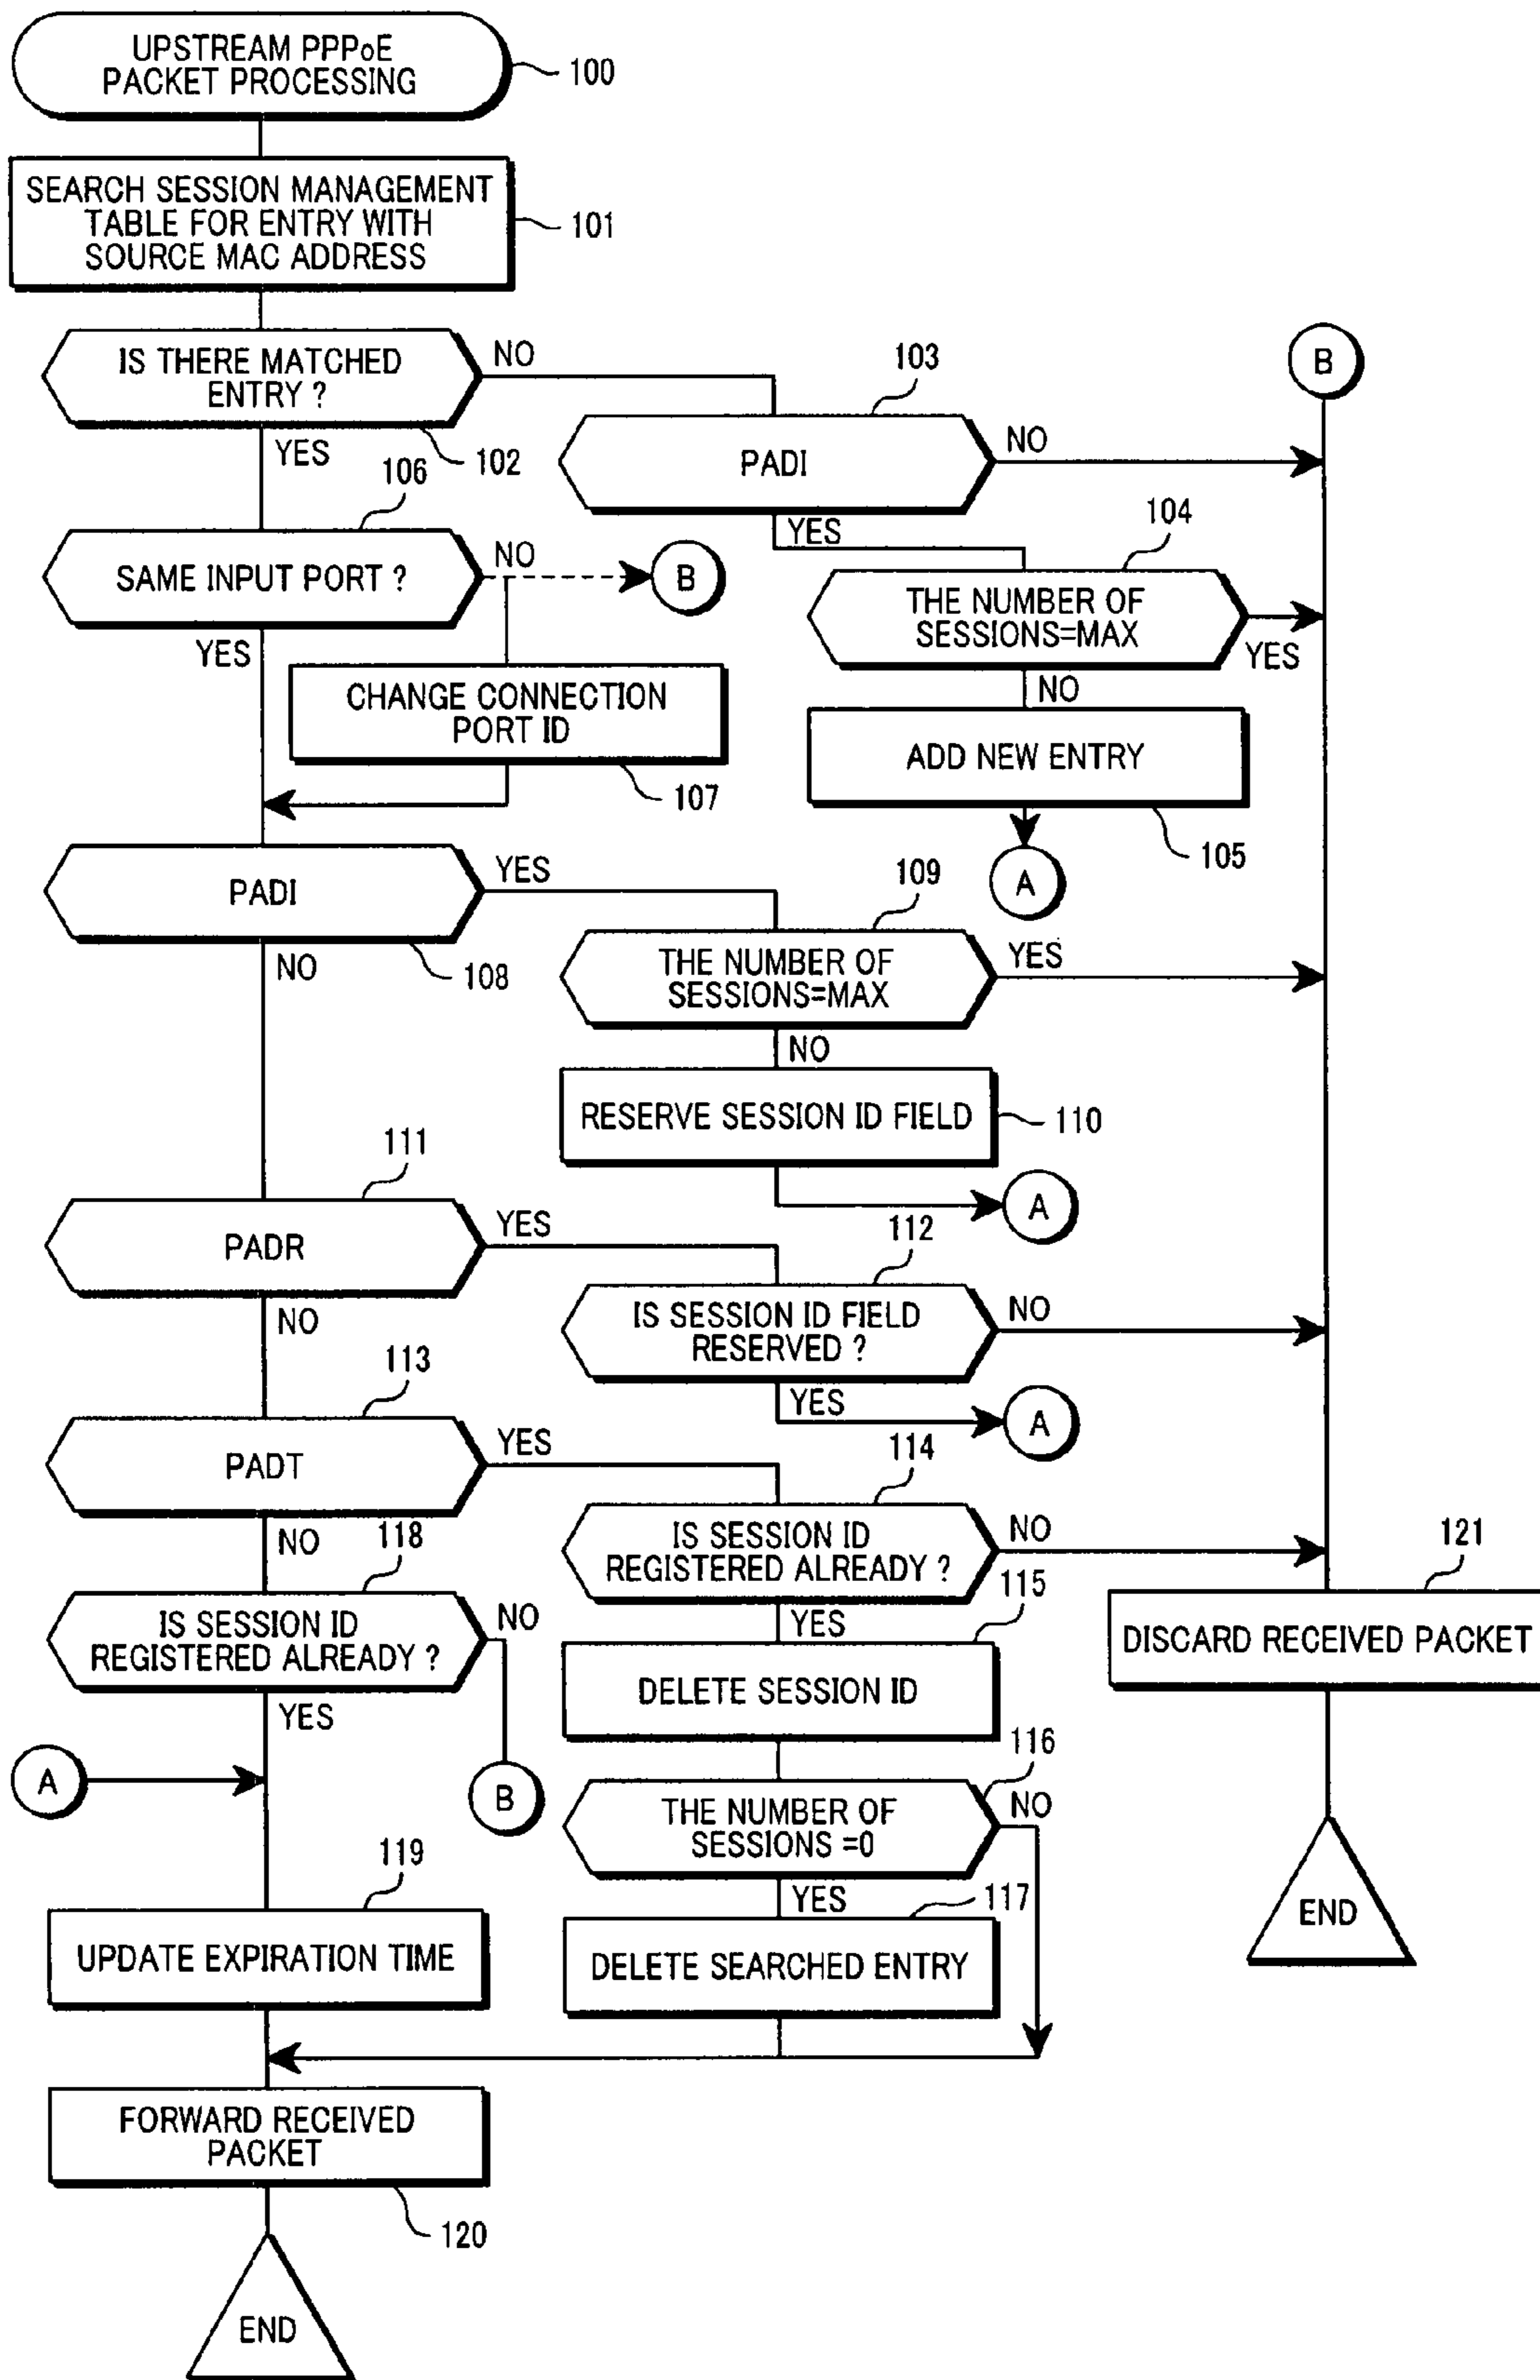 UPSTREAM PPPoE
PACKET PROCESSING
100
SEARCH SESSION MANAGEMENT
TABLE FOR ENTRY WITH
SOURCE MAC ADDRESS
101
IS THERE MATCHED
ENTRY ?
NO
YES
102
103
PADI
NO
YES
B
106
SAME INPUT PORT ?
NO
B
YES
104
THE NUMBER OF
SESSIONS=MAX
YES
NO
CHANGE CONNECTION
PORT ID
107
ADD NEW ENTRY
105
A
PADI
YES
NO
108
109
THE NUMBER OF
SESSIONS=MAX
YES
NO
RESERVE SESSION ID FIELD
110
A
111
PADR
YES
NO
112
IS SESSION ID FIELD
RESERVED ?
NO
YES
A
113
PADT
YES
NO
114
IS SESSION ID
REGISTERED ALREADY ?
NO
YES
118
IS SESSION ID
REGISTERED ALREADY ?
NO
YES
B
115
DELETE SESSION ID
121
DISCARD RECEIVED PACKET
A
116
THE NUMBER OF
SESSIONS =0
NO
YES
119
UPDATE EXPIRATION TIME
117
DELETE SEARCHED ENTRY
END
FORWARD RECEIVED
PACKET
120
END